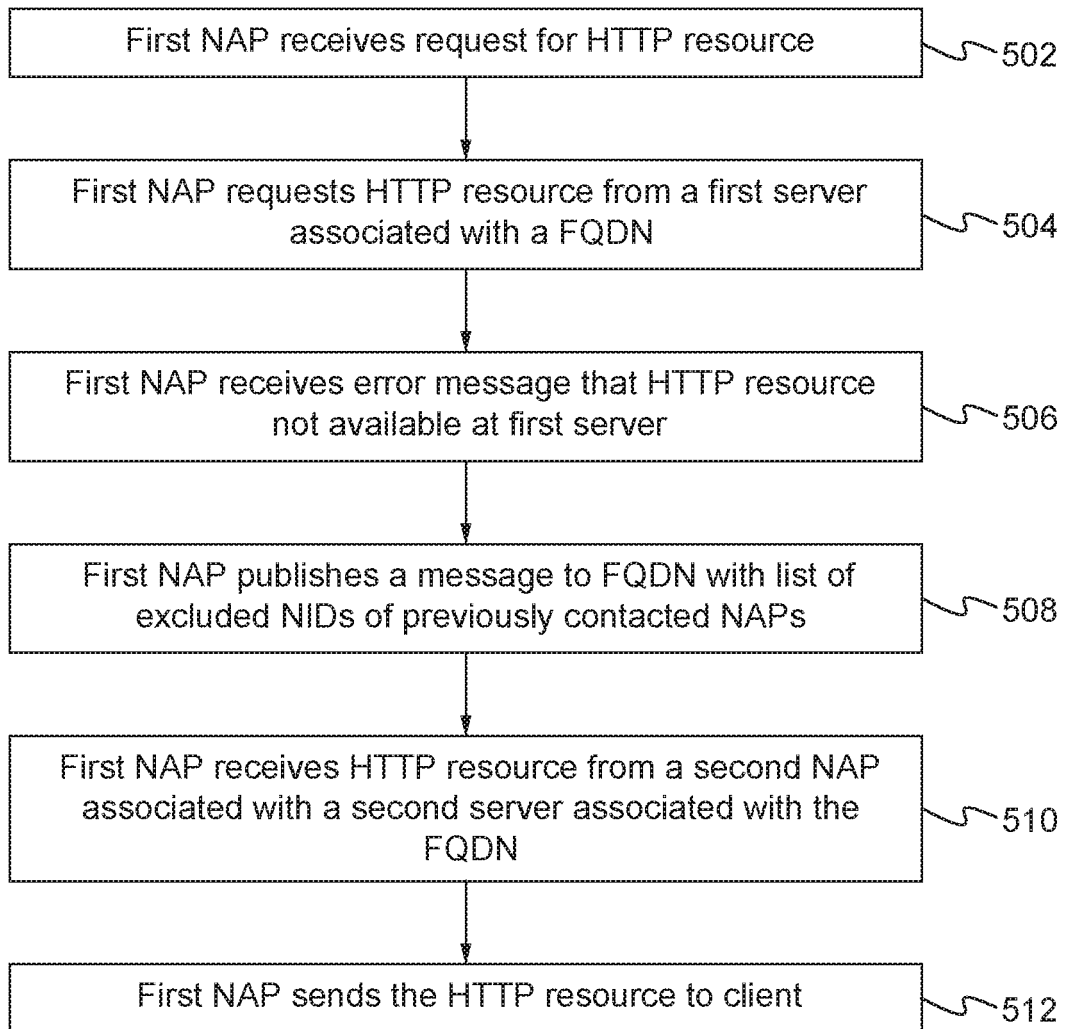 First NAP receives request for HTTP resource
502
First NAP requests HTTP resource from a first server
associated with a FQDN
504
First NAP receives error message that HTTP resource
not available at first server
506
First NAP publishes a message to FQDN with list of
excluded NIDs of previously contacted NAPs
508
First NAP receives HTTP resource from a second NAP
associated with a second server associated with the
FQDN
510
First NAP sends the HTTP resource to client
512